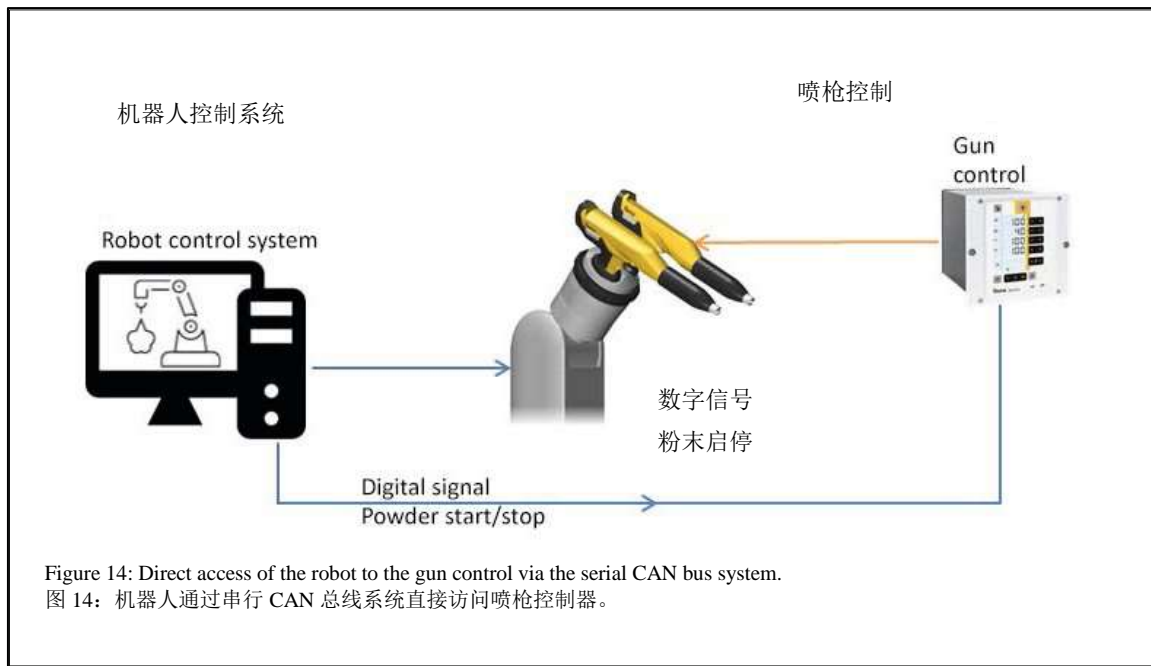 机器人控制系统
喷枪控制
Gun
control
Robot control system
100
数字信号
粉末启停
Digital signal
Powder start/stop
Figure 14: Direct access of the robot to the gun control via the serial CAN bus system.
图 14：机器人通过串行 CAN 总线系统直接访问喷枪控制器。